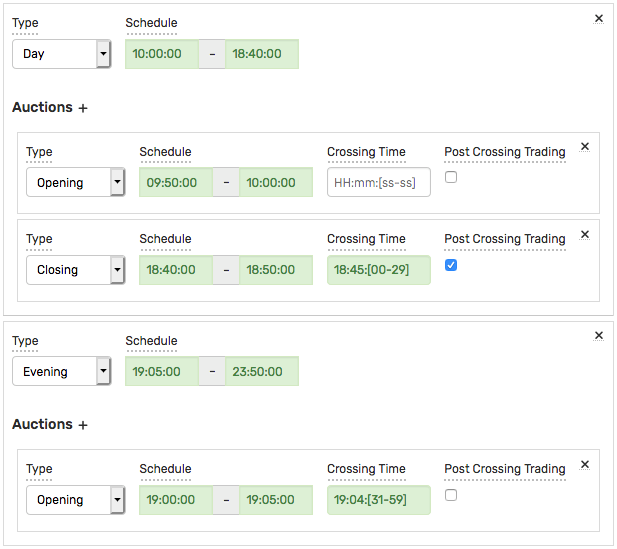 Type Schedule ×
Day 10:00:00 - 18:40:00
Auctions +
Type Schedule Crossing Time Post Crossing Trading ×
Opening 09:50:00 - 10:00:00 HH:mm:[ss-ss]
Type Schedule Crossing Time Post Crossing Trading ×
Closing 18:40:00 - 18:50:00 18:45:[00-29]
Type Schedule ×
Evening 19:05:00 - 23:50:00
Auctions +
Type Schedule Crossing Time Post Crossing Trading ×
Opening 19:00:00 - 19:05:00 19:04:[31-59]